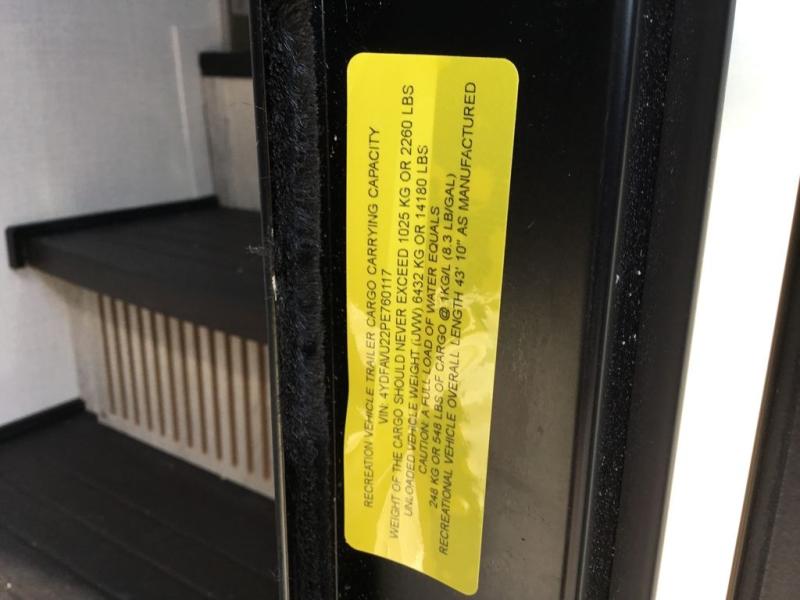 RECREATION VEHICLE TRAILER CARGO CARRYING CAPACITY
VIN: 4YDFAVU22PE760117
WEIGHT OF THE CARGO SHOULD NEVER EXCEED 1025 KG OR 2260 LBS
UNLOADED VEHICLE WEIGHT (UVW) 6432 KG OR 14180 LBS
CAUTION: A FULL LOAD OF WATER EQUALS
248 KG OR 548 LBS OF CARGO @ 1KG/L (8.3 LB/GAL)
RECREATIONAL VEHICLE OVERALL LENGTH 43' 10" AS MANUFACTURED